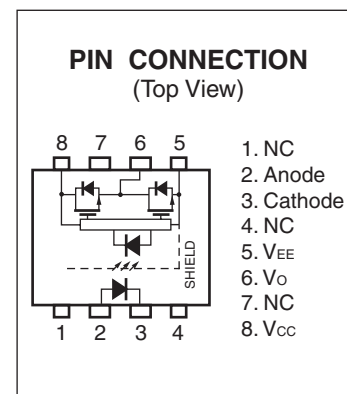 PIN CONNECTION
(Top View)
8 7 6 5
SHIELD
1 2 3 4
1. NC
2. Anode
3. Cathode
4. NC
5. VEE
6. VO
7. NC
8. VCC